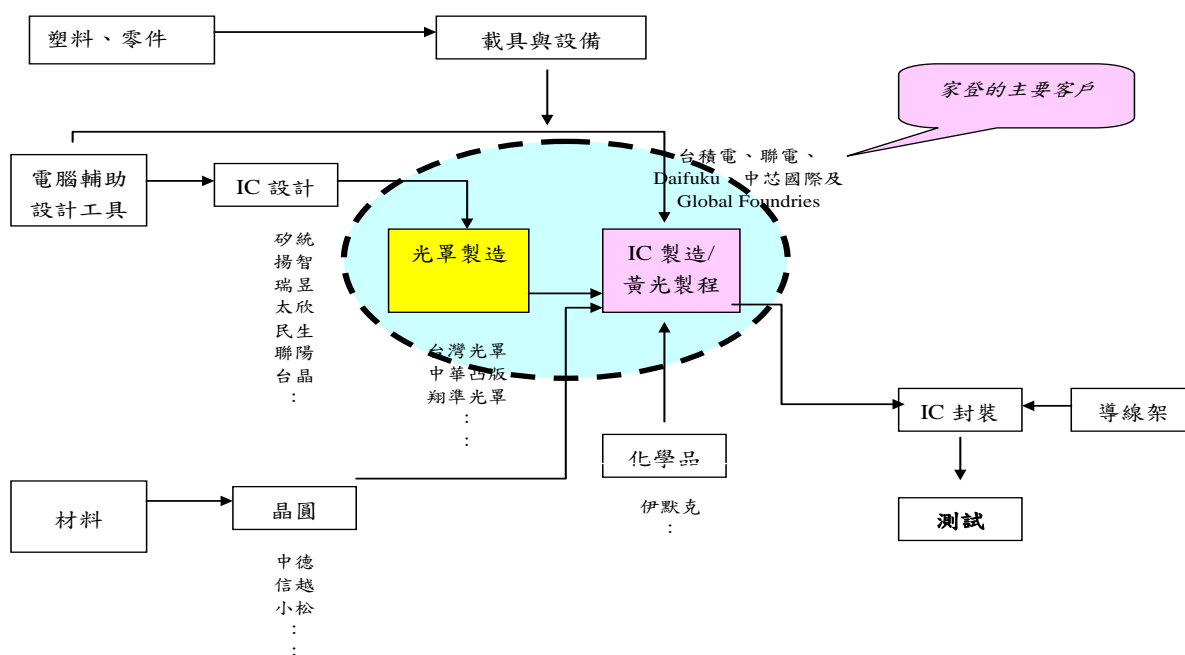 塑料、零件
載具與設備
家登的主要客戶
電腦輔助
設計工具
IC 設計
台積電、聯電、
Daifuku、中芯國際及
Global Foundries
矽統
揚智
瑞昱
太欣
民生
聯陽
台晶
：
光罩製造
IC 製造/
黃光製程
台灣光罩
中華凸版
翔準光罩
：
：
IC 封裝
導線架
化學品
伊默克
：
測試
材料
晶圓
中德
信越
小松
：
：